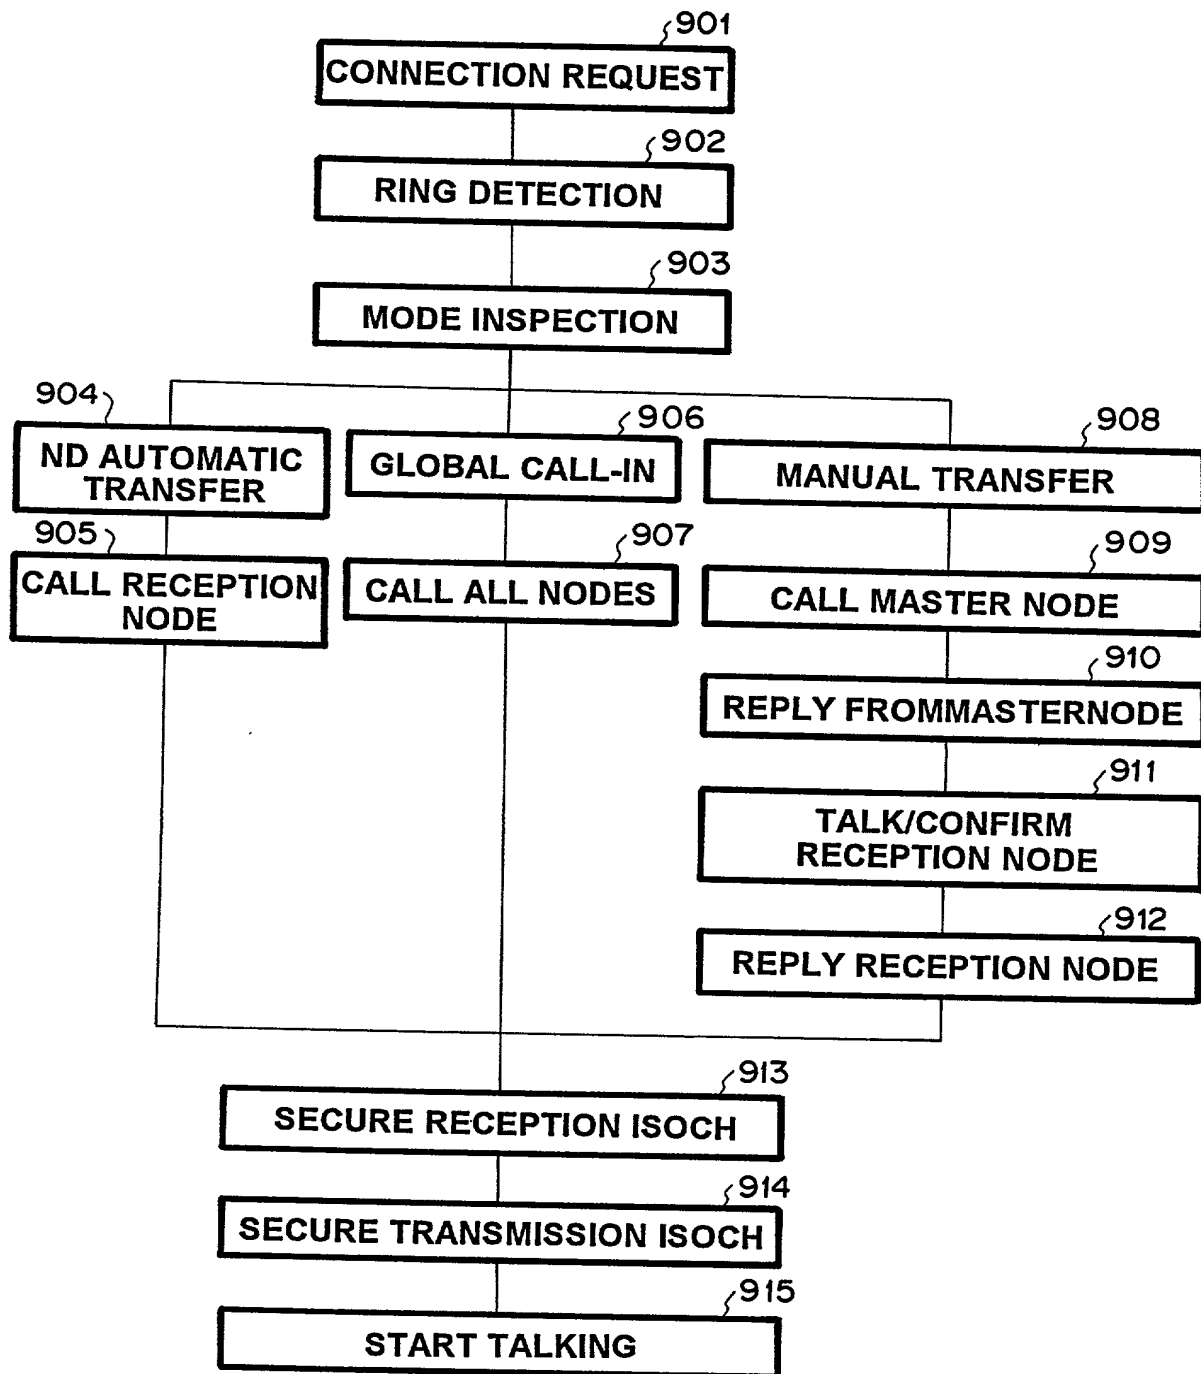 901
CONNECTION REQUEST
902
RING DETECTION
903
MODE INSPECTION
904
ND AUTOMATIC
TRANSFER
905
CALL RECEPTION
NODE
906
GLOBAL CALL-IN
907
CALL ALL NODES
908
MANUAL TRANSFER
909
CALL MASTER NODE
910
REPLY FROMMASTERNODE
911
TALK/CONFIRM
RECEPTION NODE
912
REPLY RECEPTION NODE
913
SECURE RECEPTION ISOCH
914
SECURE TRANSMISSION ISOCH
915
START TALKING